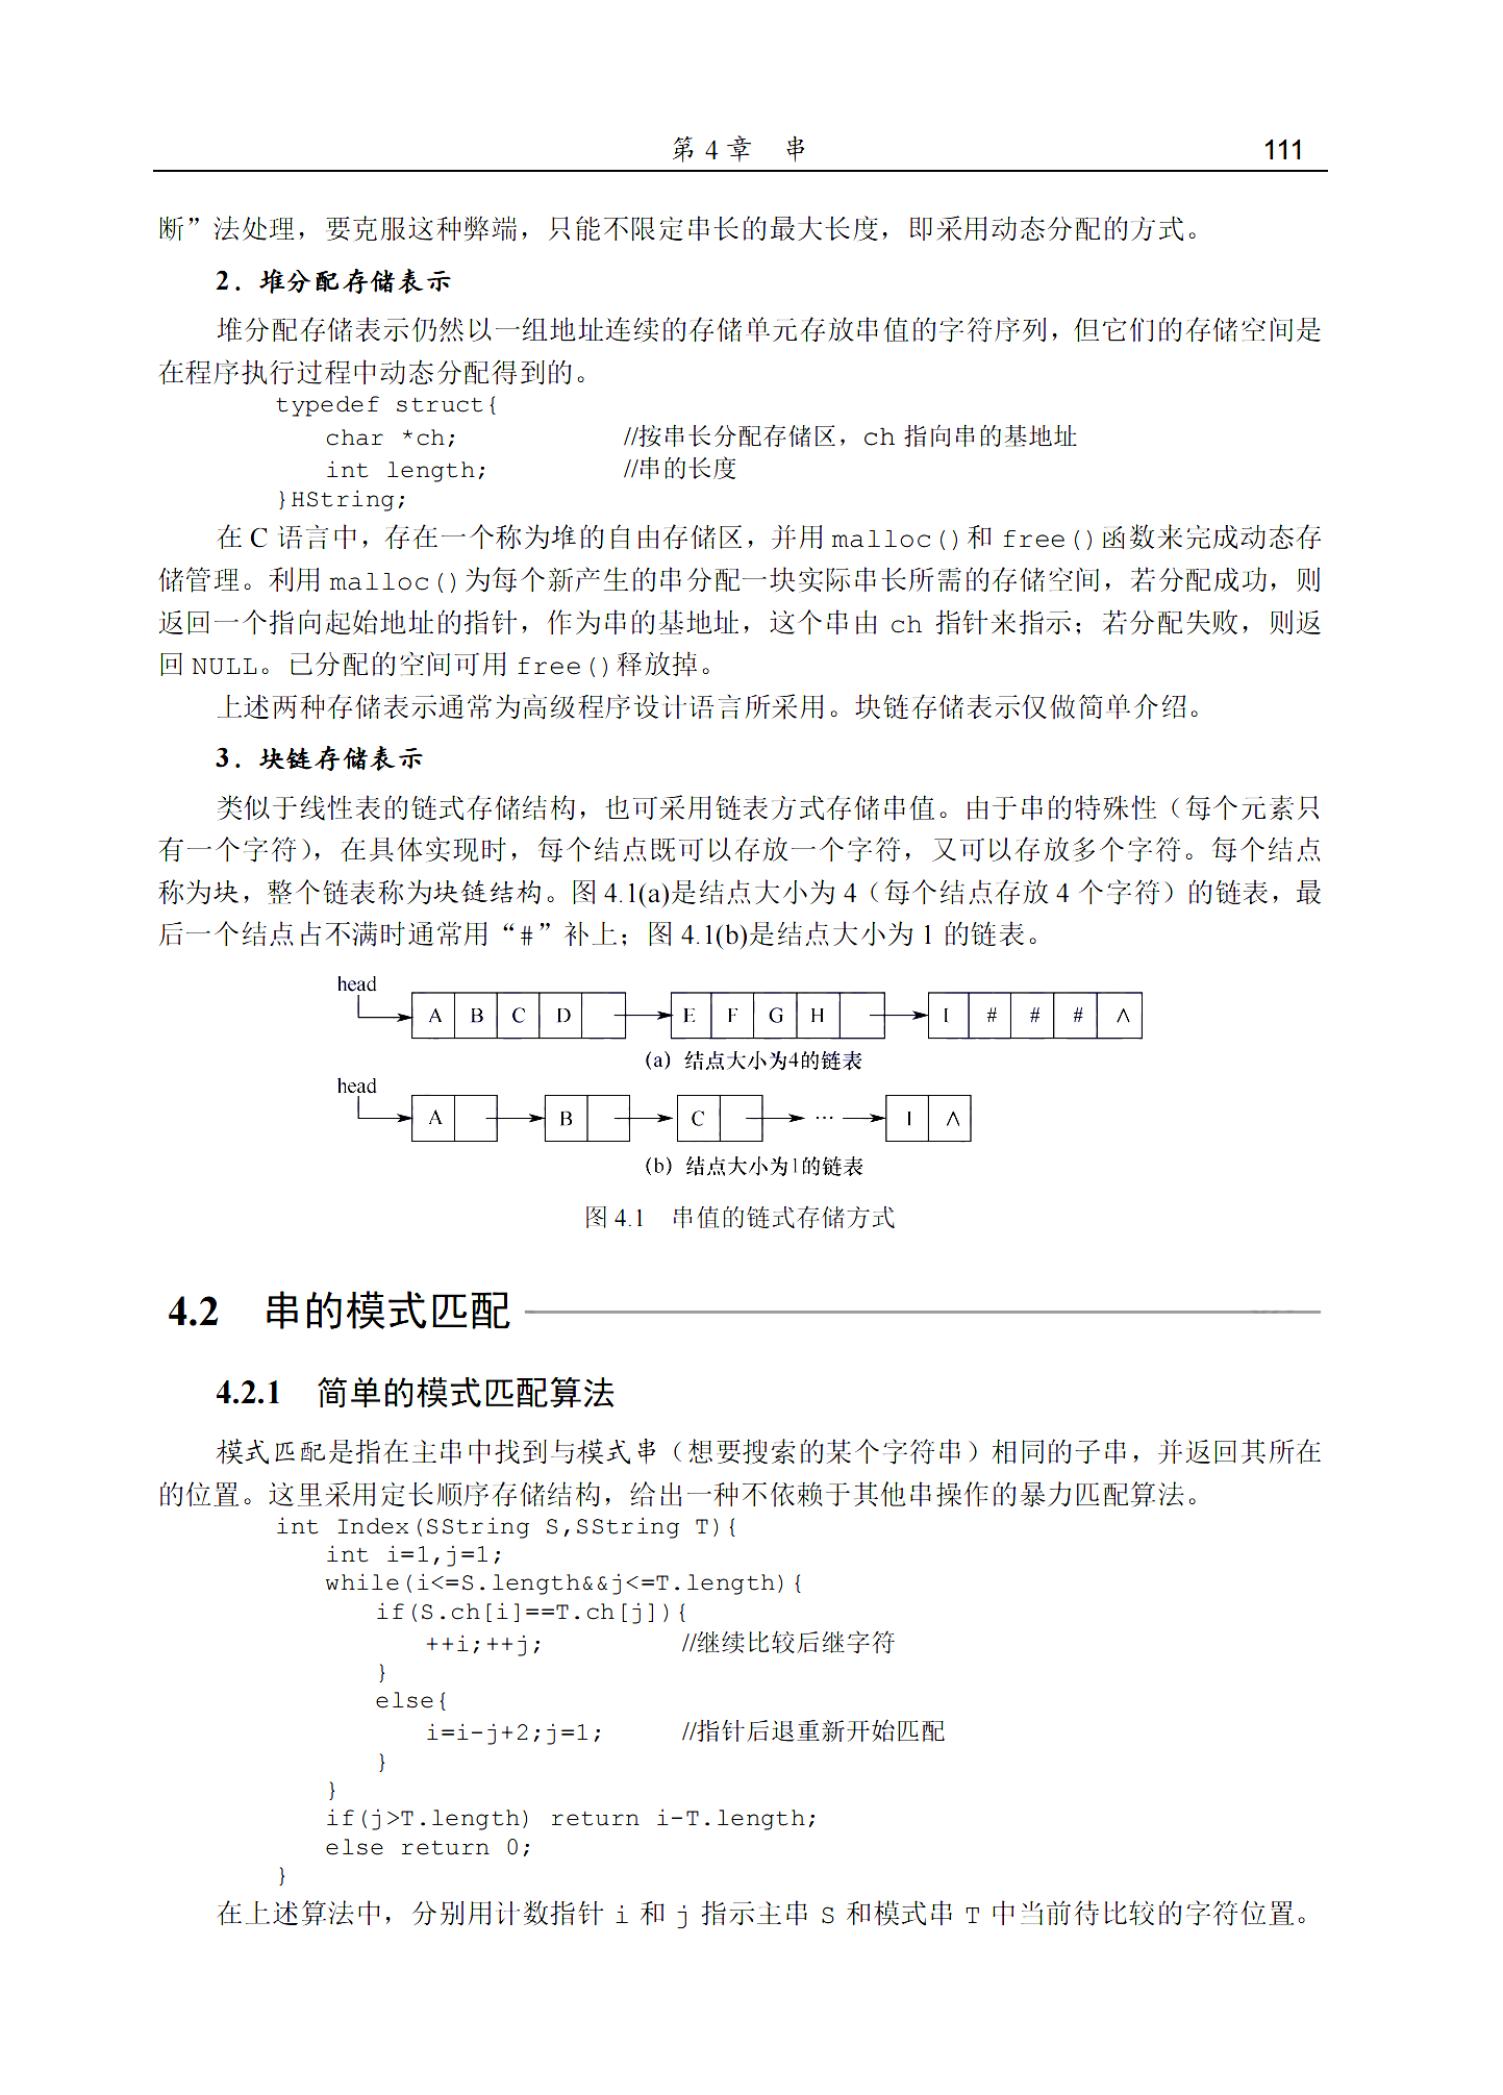 第 4 章 串 111
断”法处理，要克服这种弊端，只能不限定串长的最大长度，即采用动态分配的方式。
2．堆分配存储表示
堆分配存储表示仍然以一组地址连续的存储单元存放串值的字符序列，但它们的存储空间是
在程序执行过程中动态分配得到的。
typedef struct{
char *ch; //按串长分配存储区，ch 指向串的基地址
int length; //串的长度
}HString;
在 C 语言中，存在一个称为堆的自由存储区，并用 malloc()和 free()函数来完成动态存
储管理。利用 malloc()为每个新产生的串分配一块实际串长所需的存储空间，若分配成功，则
返回一个指向起始地址的指针，作为串的基地址，这个串由 ch 指针来指示；若分配失败，则返
回 NULL。已分配的空间可用 free()释放掉。
上述两种存储表示通常为高级程序设计语言所采用。块链存储表示仅做简单介绍。
3．块链存储表示
类似于线性表的链式存储结构，也可采用链表方式存储串值。由于串的特殊性（每个元素只
有一个字符），在具体实现时，每个结点既可以存放一个字符，又可以存放多个字符。每个结点
称为块，整个链表称为块链结构。图 4.1(a)是结点大小为 4（每个结点存放 4 个字符）的链表，最
后一个结点占不满时通常用“#”补上；图 4.1(b)是结点大小为 1 的链表。
head
A B C D E F G H I # # # ∧
(a) 结点大小为4的链表
head
A B C … I ∧
(b) 结点大小为1的链表
图 4.1 串值的链式存储方式
4.2 串的模式匹配
4.2.1 简单的模式匹配算法
模式匹配是指在主串中找到与模式串（想要搜索的某个字符串）相同的子串，并返回其所在
的位置。这里采用定长顺序存储结构，给出一种不依赖于其他串操作的暴力匹配算法。
int Index(SString S,SString T){
int i=1,j=1;
while(i<=S.length&&j<=T.length){
if(S.ch[i]==T.ch[j]){
++i;++j; //继续比较后继字符
}
else{
i=i-j+2;j=1; //指针后退重新开始匹配
}
}
if(j>T.length) return i-T.length;
else return 0;
}
在上述算法中，分别用计数指针 i 和 j 指示主串 S 和模式串 T 中当前待比较的字符位置。